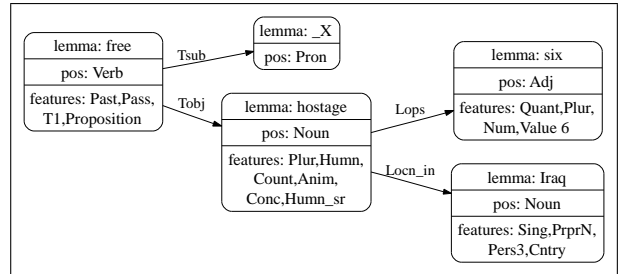 lemma: free
pos: Verb
features: Past,Pass,
T1,Proposition
Tsub
lemma: _X
pos: Pron
Tobj
lemma: hostage
pos: Noun
features: Plur,Humn,
Count,Anim,
Conc,Humn_sr
Lops
lemma: six
pos: Adj
features: Quant,Plur,
Num,Value 6
Locn_in
lemma: Iraq
pos: Noun
features: Sing,PrprN,
Pers3,Cntry